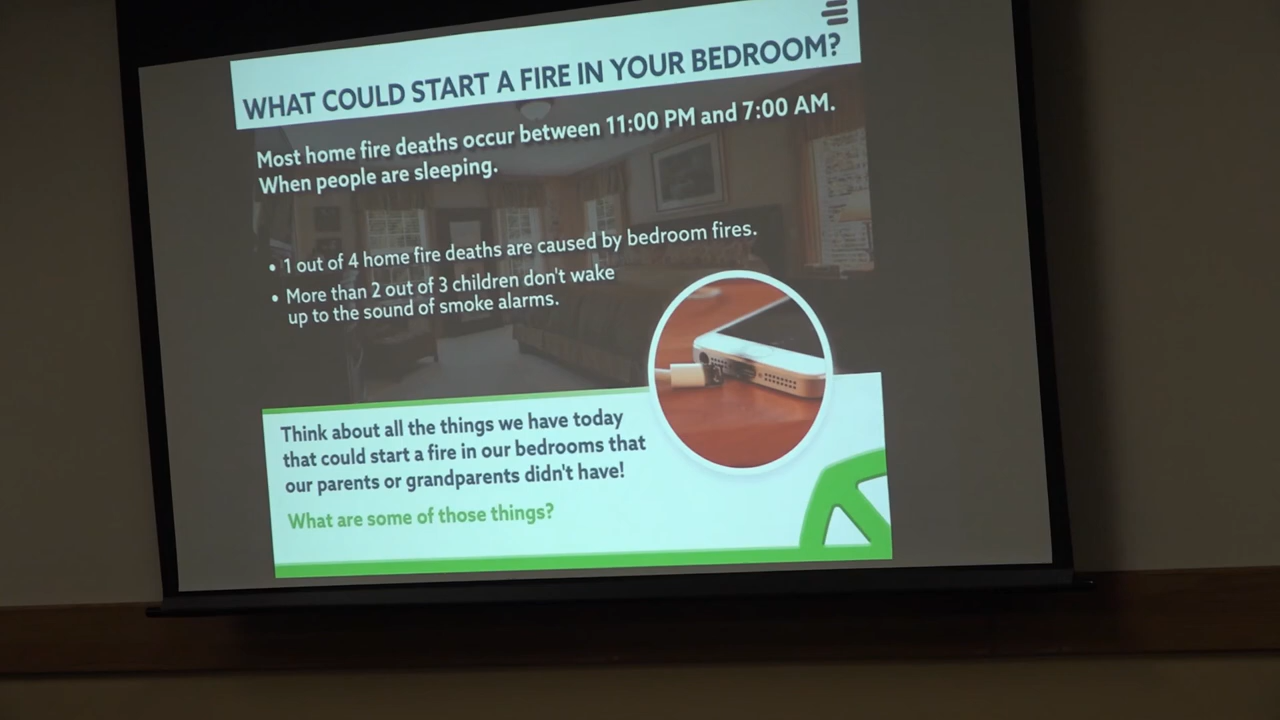 WHAT COULD START A FIRE IN YOUR BEDROOM?
Most home fire deaths occur between 11:00 PM and 7:00 AM.
When people are sleeping.
• 1 out of 4 home fire deaths are caused by bedroom fires.
• More than 2 out of 3 children don't wake
up to the sound of smoke alarms.
Think about all the things we have today
that could start a fire in our bedrooms that
our parents or grandparents didn't have!
What are some of those things?